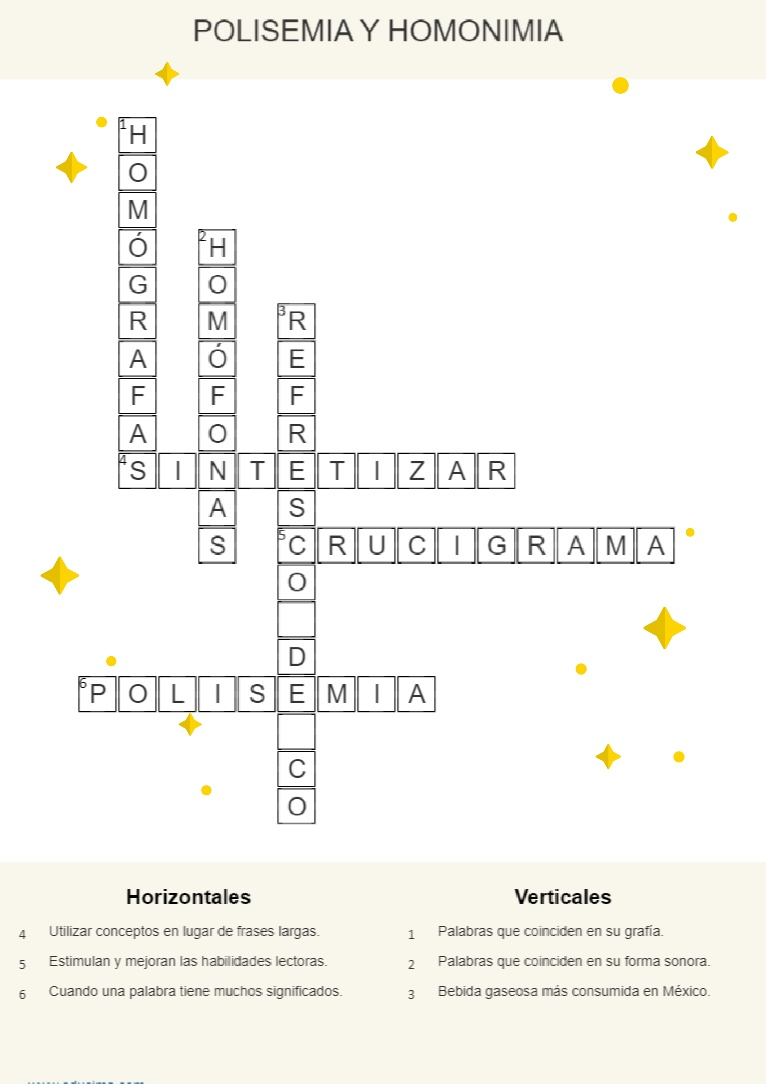 POLISEMIA Y HOMONIMIA
1 HOMÓGRAFAS
2 HOMÓFONAS
3 REFRESCO DE CO
4 SINTETIZAR
5 CRUCIGRAMA
6 POLISEMIA
Horizontales
4 Utilizar conceptos en lugar de frases largas.
5 Estimulan y mejoran las habilidades lectoras.
6 Cuando una palabra tiene muchos significados.
Verticales
1 Palabras que coinciden en su grafía.
2 Palabras que coinciden en su forma sonora.
3 Bebida gaseosa más consumida en México.